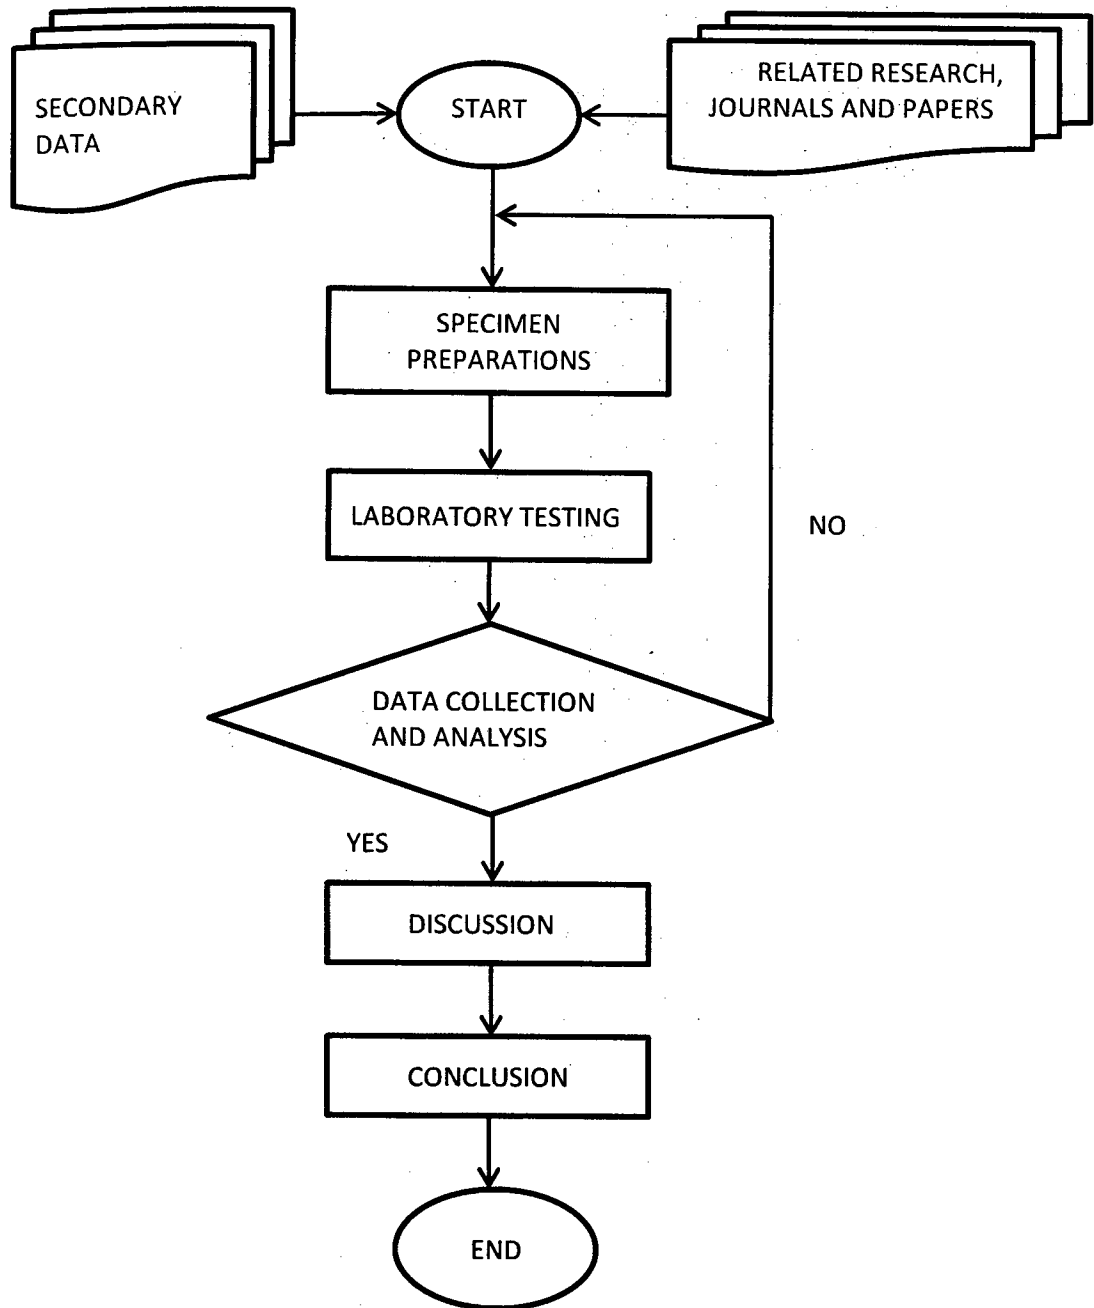 SECONDARY
DATA
START
RELATED RESEARCH,
JOURNALS AND PAPERS
SPECIMEN
PREPARATIONS
LABORATORY TESTING
NO
DATA COLLECTION
AND ANALYSIS
YES
DISCUSSION
CONCLUSION
END